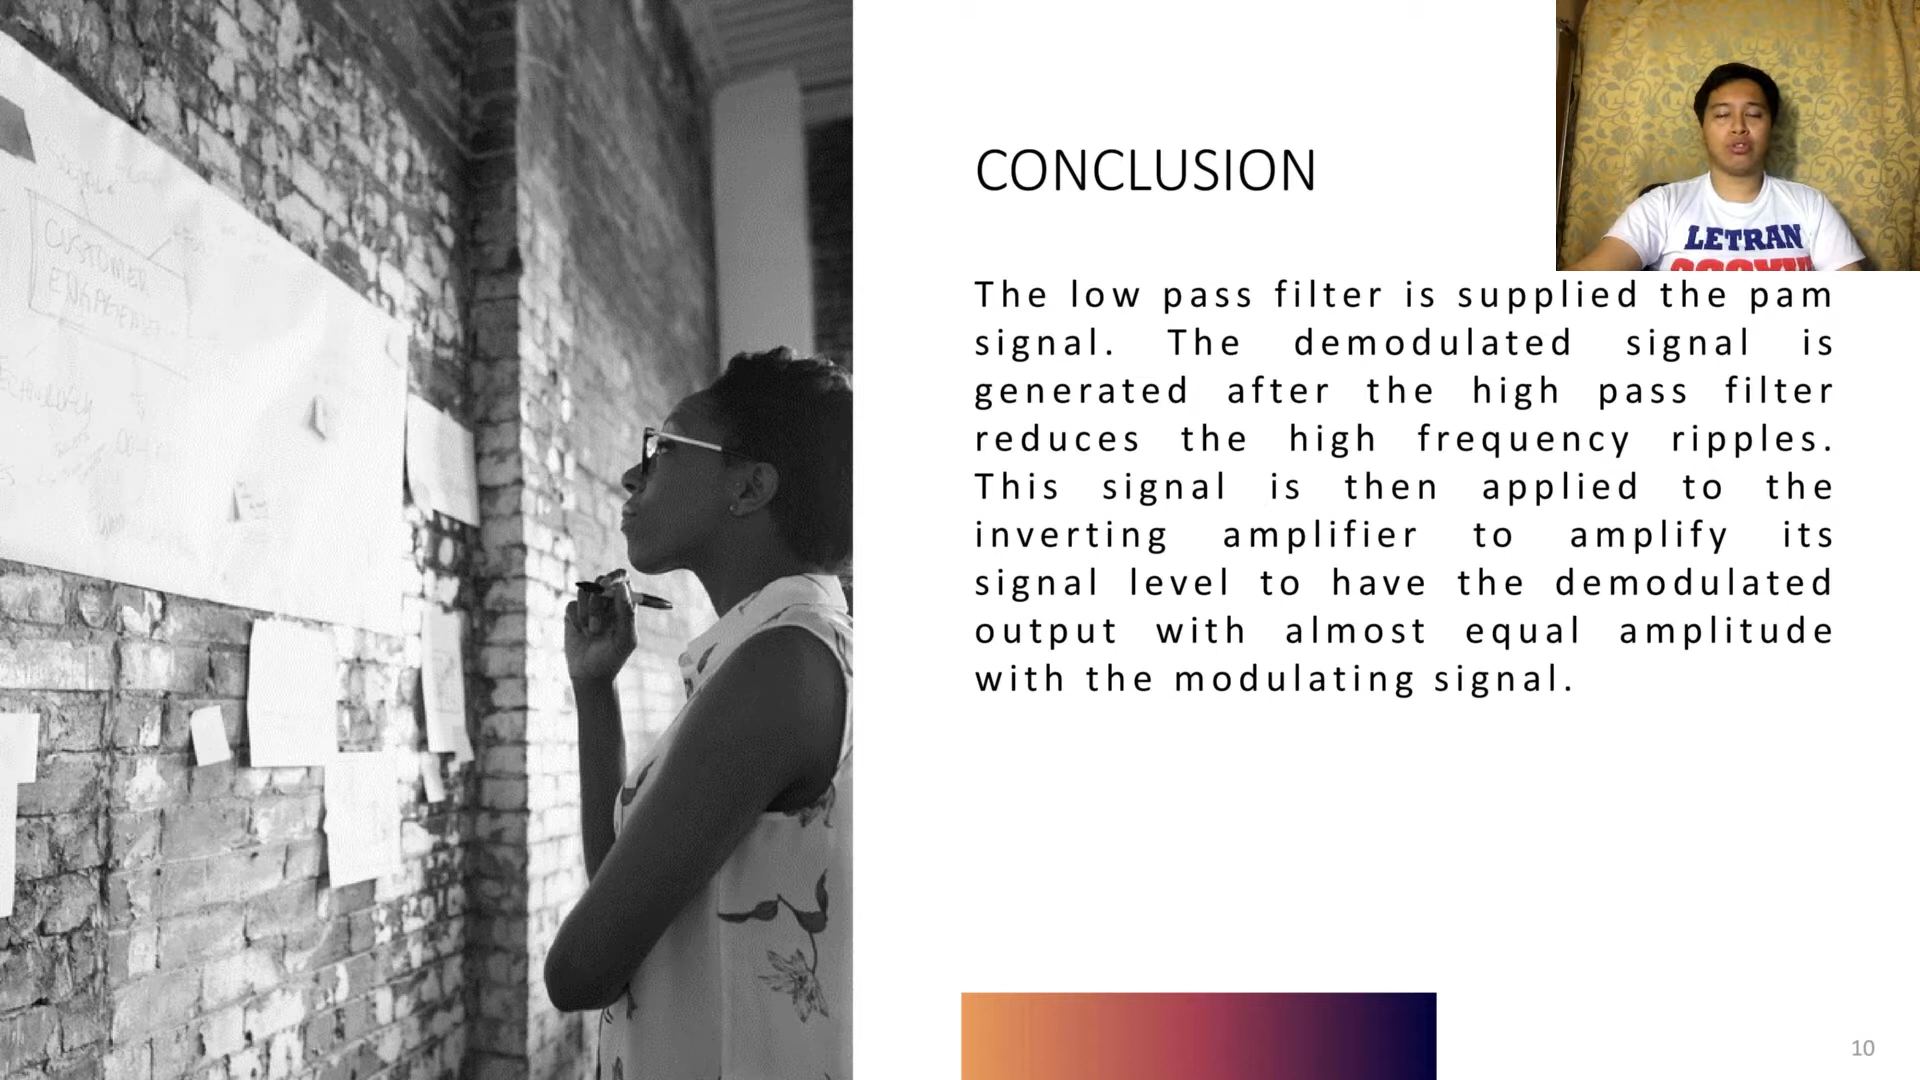 CUSTOMER
CONCLUSION
LETRAN
The low pass filter is supplied the pam
signal. The demodulated signal is
generated after the high pass filter
reduces the high frequency ripples.
This signal is then applied to the
inverting amplifier to amplify its
signal level to have the demodulated
output with almost equal amplitude
with the modulating signal.
10